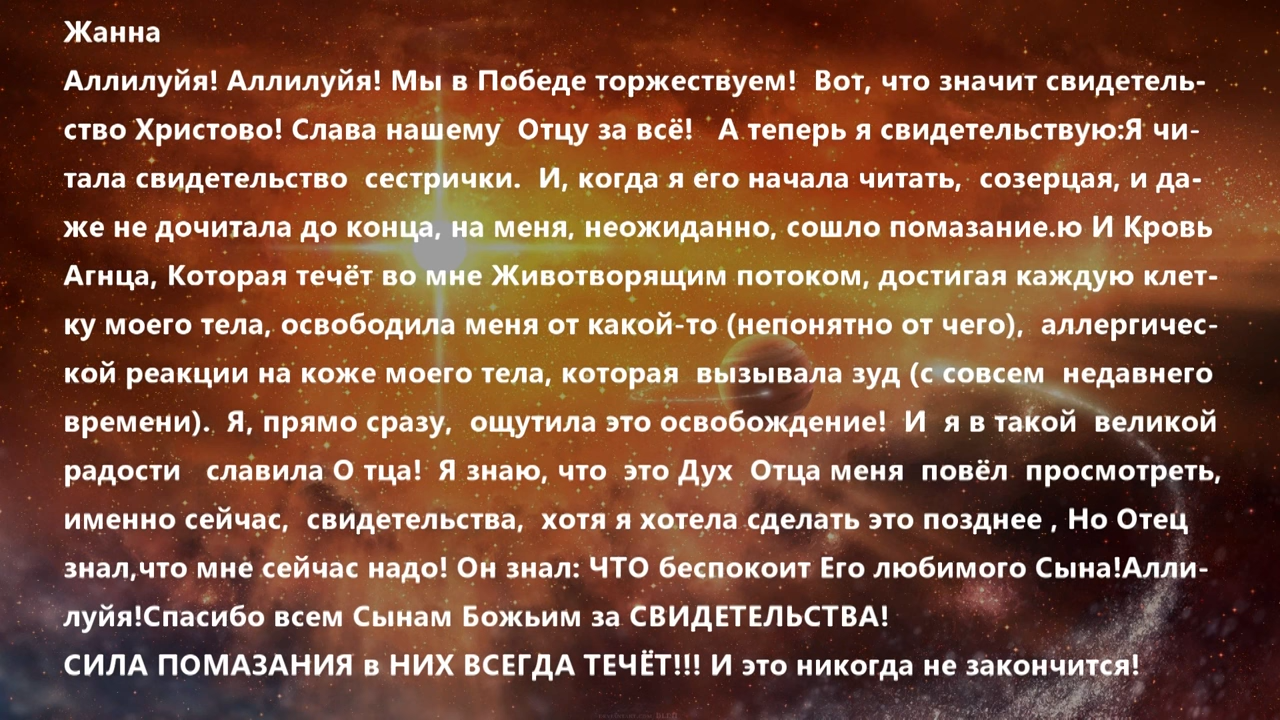 Жанна
Аллилуйя! Аллилуйя! Мы в Победе торжествуем!  Вот, что значит свидетель-
ство Христово! Слава нашему  Отцу за всё!   А теперь я свидетельствую:Я чи-
тала свидетельство  сестрички.  И, когда я его начала читать,  созерцая, и да-
же не дочитала до конца, на меня, неожиданно, сошло помазание.ю И Кровь
Агнца, Которая течёт во мне Животворящим потоком, достигая каждую клет-
ку моего тела, освободила меня от какой-то (непонятно от чего),  аллергичес-
кой реакции на коже моего тела, которая  вызывала зуд (с совсем  недавнего
времени).  Я, прямо сразу,  ощутила это освобождение!  И  я в такой  великой
радости   славила О тца!  Я знаю, что  это Дух  Отца меня  повёл  просмотреть,
именно сейчас,  свидетельства,  хотя я хотела сделать это позднее , Но Отец
знал,что мне сейчас надо! Он знал: ЧТО беспокоит Его любимого Сына!Алли-
луйя!Спасибо всем Сынам Божьим за СВИДЕТЕЛЬСТВА!
СИЛА ПОМАЗАНИЯ в НИХ ВСЕГДА ТЕЧЁТ!!! И это никогда не закончится!